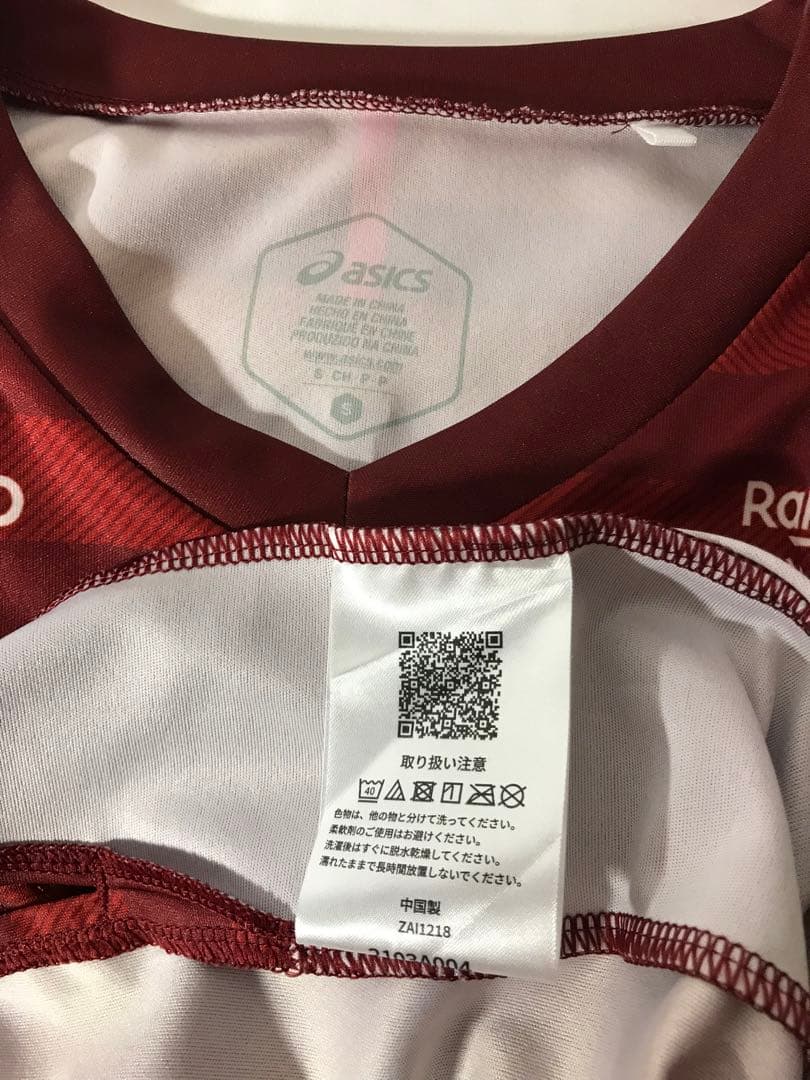 asics
MADE IN CHINA
HECHO EN CHINA
FABRIQUÉ EN CHINE
PRODUZIDO NA CHINA
www.asics.com
S CH P P
S
O
Ra
取り扱い注意
40
色物は、他の物と分けて洗ってください。
柔軟剤のご使用はお避けください。
洗濯後はすぐに脱水乾燥してください。
濡れたままで長時間放置しないでください。
中国製
ZAI1218
2103A004